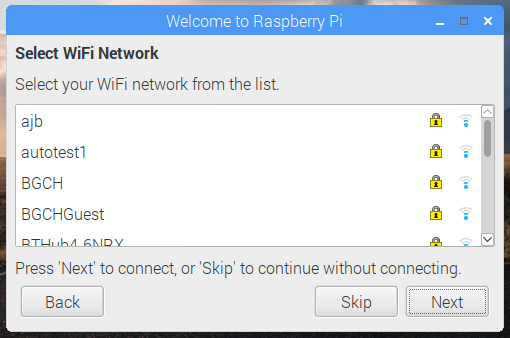 Welcome to Raspberry Pi
Select WiFi Network
Select your WiFi network from the list.
ajb
autotest1
BGCH
BGCHGuest
BTHub4-6NRX
Press 'Next' to connect, or 'Skip' to continue without connecting.
Back
Skip
Next